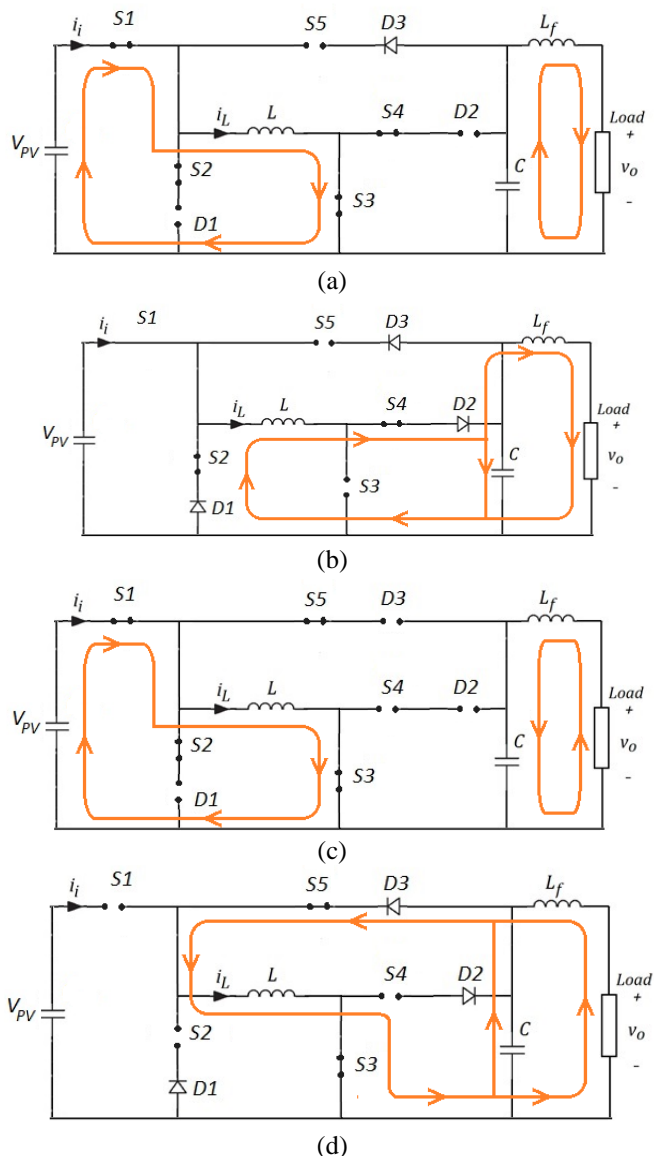 i_i S1 S5 D3 L_f
i_L L S4 D2 Load
+
V_PV S2 C v_o
S3 -
D1
(a)
i_i S1 S5 D3 L_f
i_L L S4 D2 Load
+
V_PV S2 C v_o
S3 -
D1
(b)
i_i S1 S5 D3 L_f
i_L L S4 D2 Load
+
V_PV S2 C v_o
S3 -
D1
(c)
i_i S1 S5 D3 L_f
i_L L S4 D2 Load
+
V_PV S2 C v_o
S3 -
D1
(d)